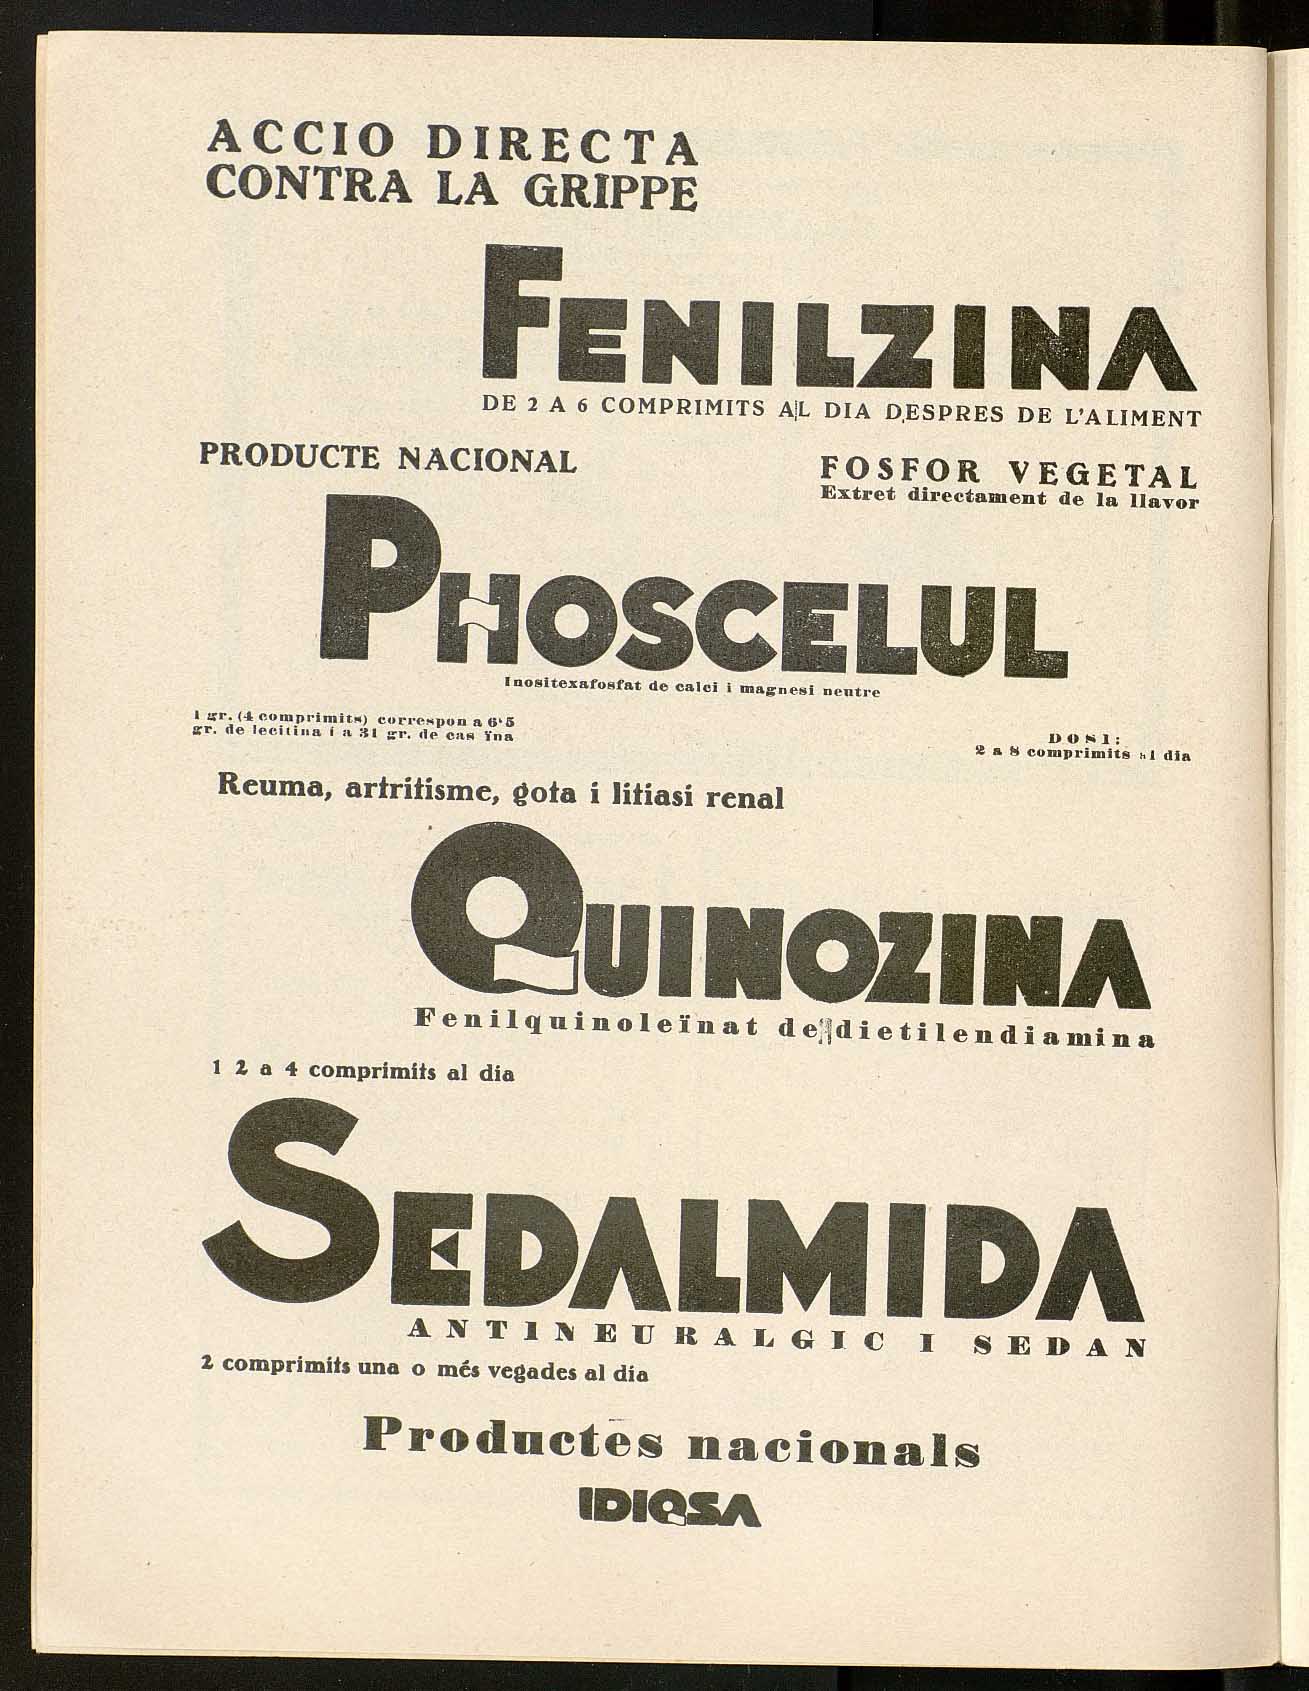 ACCIO DIRECTA
CONTRA LA GRIPPE
FENILZINA
DE 2 A 6 COMPRIMITS AL DIA DESPRES DE L'ALIMENT
PRODUCTE NACIONAL
FOSFOR VEGETAL
Extret directament de la llavor
PHOSCELUL
Inositexafosfat de calci i magnesi neutre
1 gr. (4 comprimits) correspon a 6'5
gr. de lecitina i a 31 gr. de cas ïna
DOSI:
2 a 8 comprimits al dia
Reuma, artritisme, gota i litiasi renal
QUINOZINA
Fenilquinoleïnat de dietilendiamina
1 2 a 4 comprimits al dia
SEDALMIDA
ANTINEURALGIC I SEDAN
2 comprimits una o més vegades al dia
Productes nacionals
IDIQSA